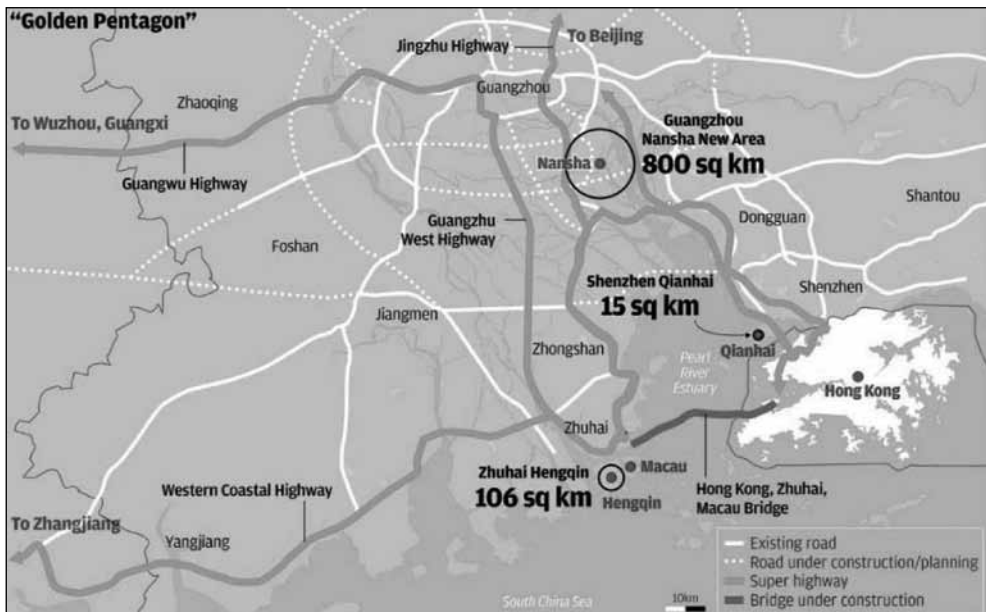 "Golden Pentagon"
Jingzhu Highway
To Beijing
Guangzhou
Zhaoqing
To Wuzhou, Guangxi
Guangwu Highway
Guangzhou
Nansha New Area
800 sq km
Nansha
Shantou
Dongguan
Guangzhu
West Highway
Foshan
Shenzhen Qianhai
15 sq km
Shenzhen
Jiangmen
Qianhai
Zhongshan
Pearl
River
Estuary
Hong Kong
Zhuhai
Macau
Zhuhai Hengqin
106 sq km
Hengqin
Hong Kong, Zhuhai,
Macau Bridge
Western Coastal Highway
To Zhangjiang
Yangjiang
Existing road
Road under construction/planning
Super highway
Bridge under construction
10km
South China Sea